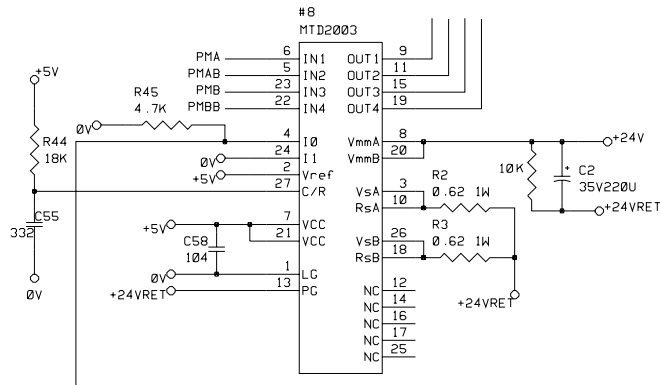 #8
MTD2003
PMA 6 IN1 OUT1 9
PMAB 5 IN2 OUT2 11
PMB 23 IN3 OUT3 15
PMBB 22 IN4 OUT4 19
+5V
R45
4.7K
0V
4 I0 VmmA 8 +24V
R44
18K
0V 24 I1 VmmB 20
10K
C2
+
35V220U
+5V 2 Vref
27 C/R VsA 3
R2
0.62 1W
RsA 10
+24VRET
C55
332
+5V 7 VCC
21 VCC
C58
104
VsB 26
R3
0.62 1W
RsB 18
0V 1 LG
+24VRET 13 PG
0V
NC 12
NC 14
NC 16
NC 17
NC 25
+24VRET